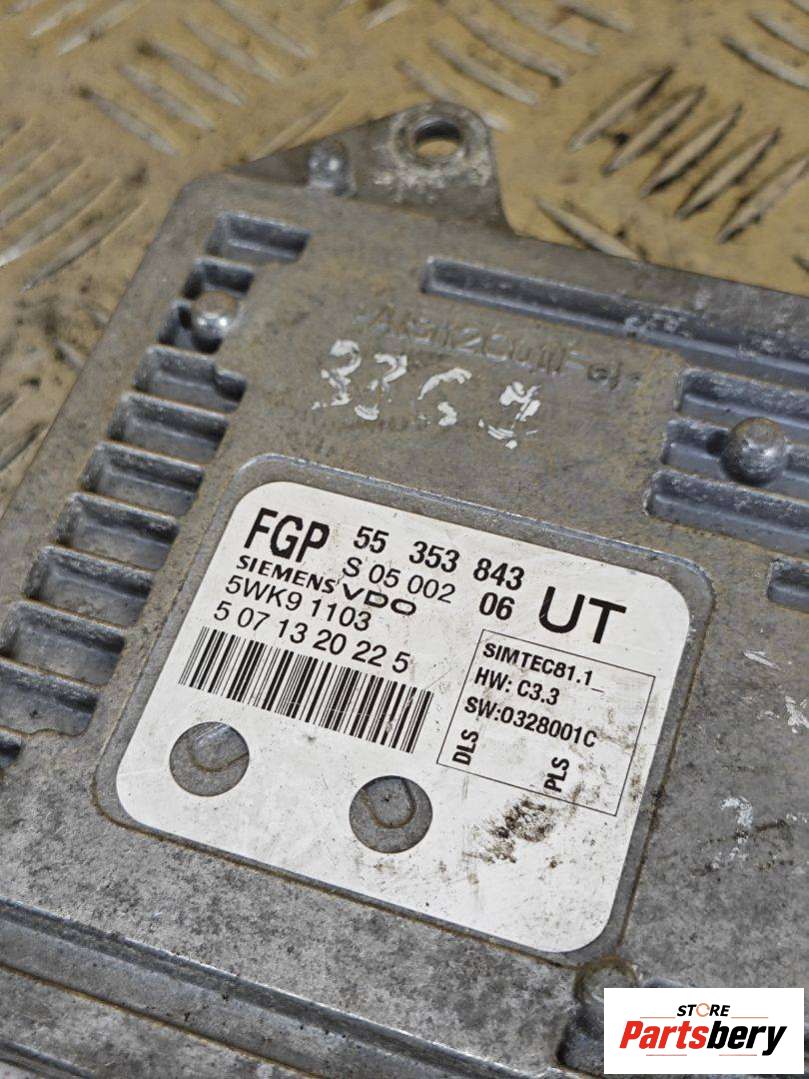 FGP 55 353 843
S 05 002 06 UT
SIEMENS VDO
5WK9 1103
5 07 13 20 22 5
SIMTEC81.1
HW: C3.3
SW:0328001C
DLS PLS
STORE
Partsbery